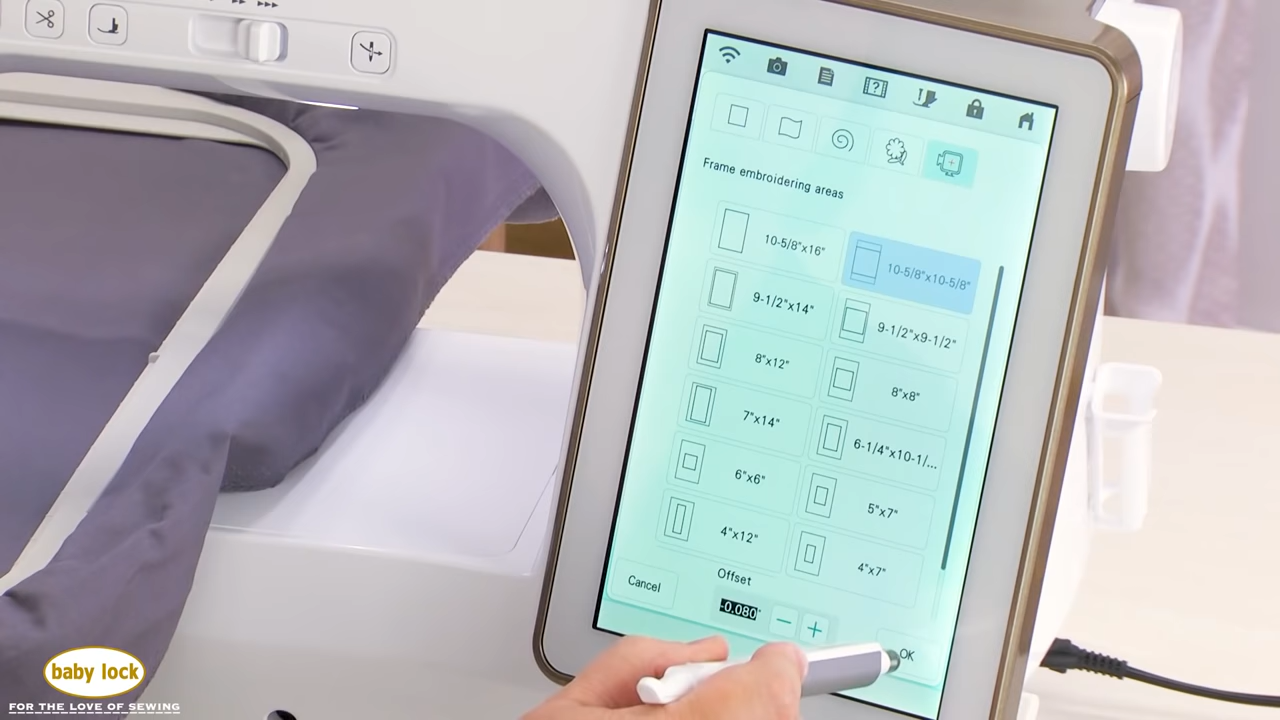 Frame embroidering areas
10-5/8"x16"
10-5/8"x10-5/8"
9-1/2"x14"
9-1/2"x9-1/2"
8"x12"
8"x8"
7"x14"
6-1/4"x10-1/...
6"x6"
5"x7"
4"x12"
4"x7"
Offset
Cancel
-0.080"
OK
baby lock
FOR THE LOVE OF SEWING